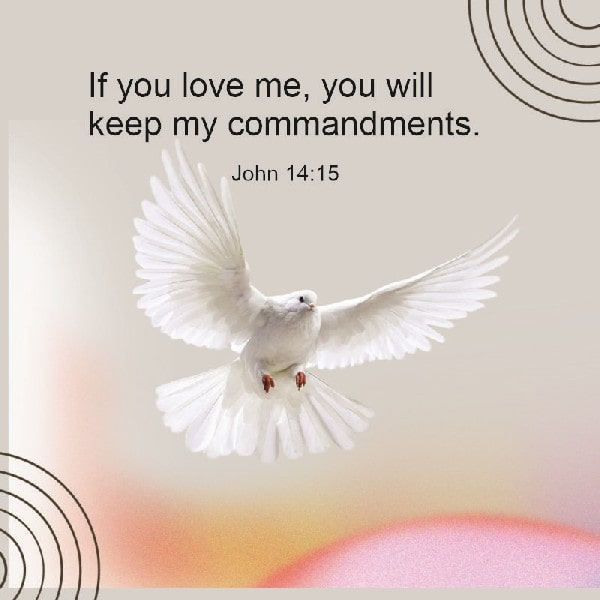 If you love me, you will
keep my commandments.
John 14:15